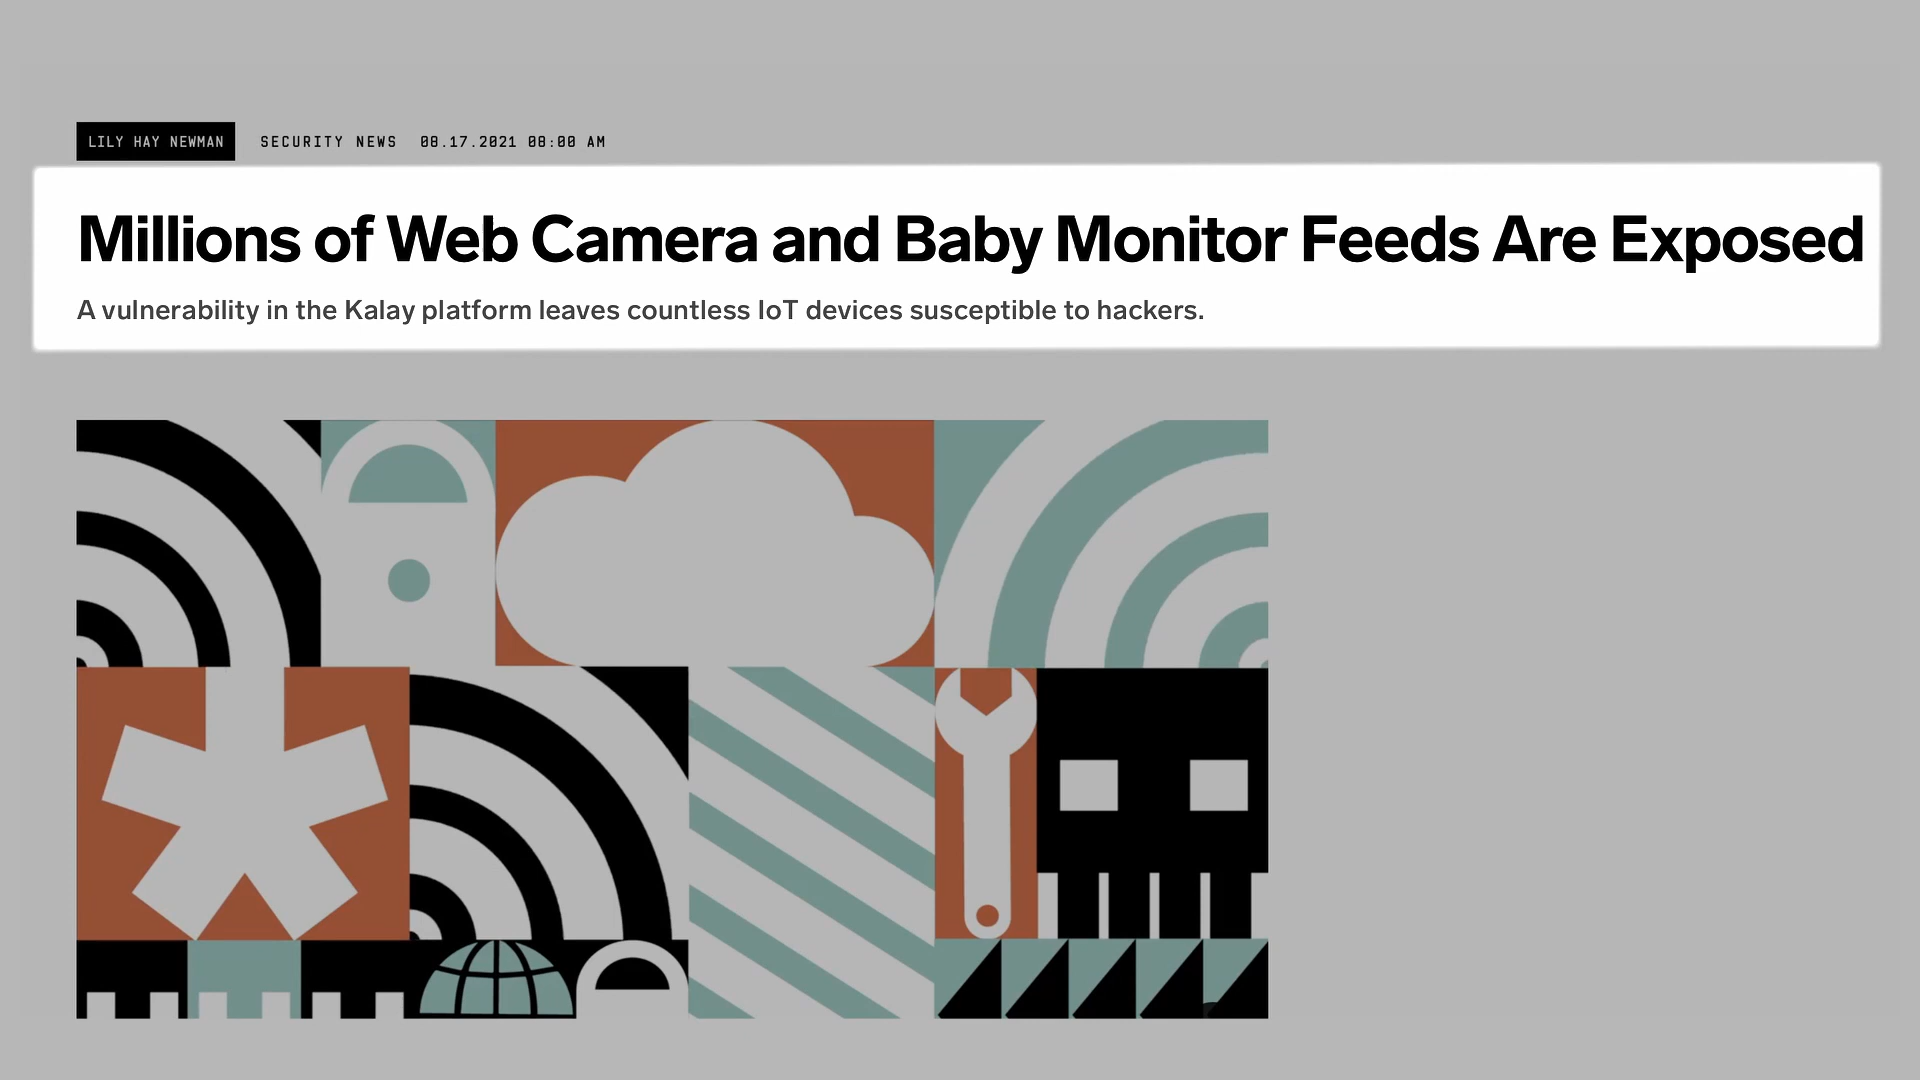 LILY HAY NEWMAN SECURITY NEWS 08.17.2021 08:00 AM
Millions of Web Camera and Baby Monitor Feeds Are Exposed
A vulnerability in the Kalay platform leaves countless IoT devices susceptible to hackers.